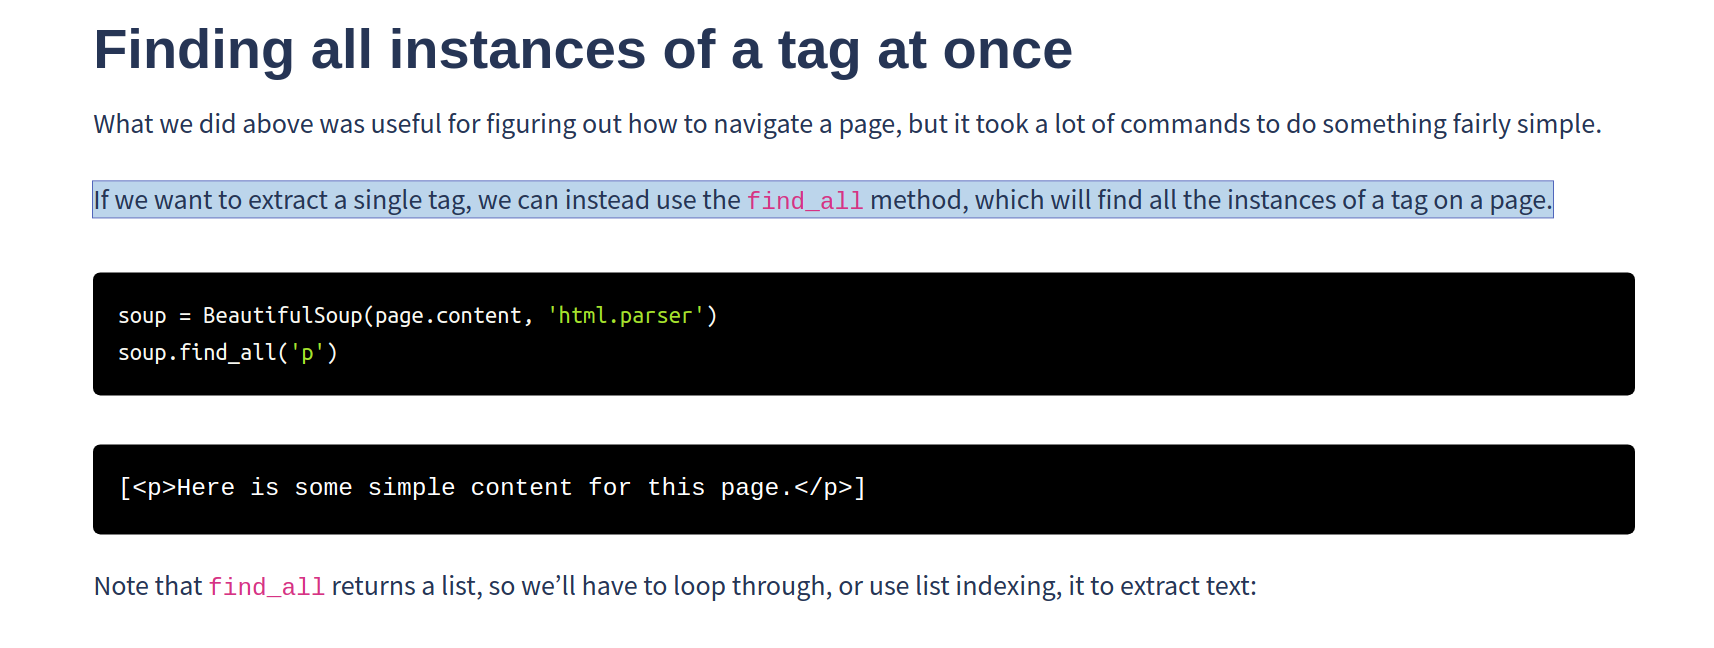 Finding all instances of a tag at once
What we did above was useful for figuring out how to navigate a page, but it took a lot of commands to do something fairly simple.
If we want to extract a single tag, we can instead use the find_all method, which will find all the instances of a tag on a page.
soup = BeautifulSoup(page.content, 'html.parser')
soup.find_all('p')
[<p>Here is some simple content for this page.</p>]
Note that find_all returns a list, so we’ll have to loop through, or use list indexing, it to extract text: